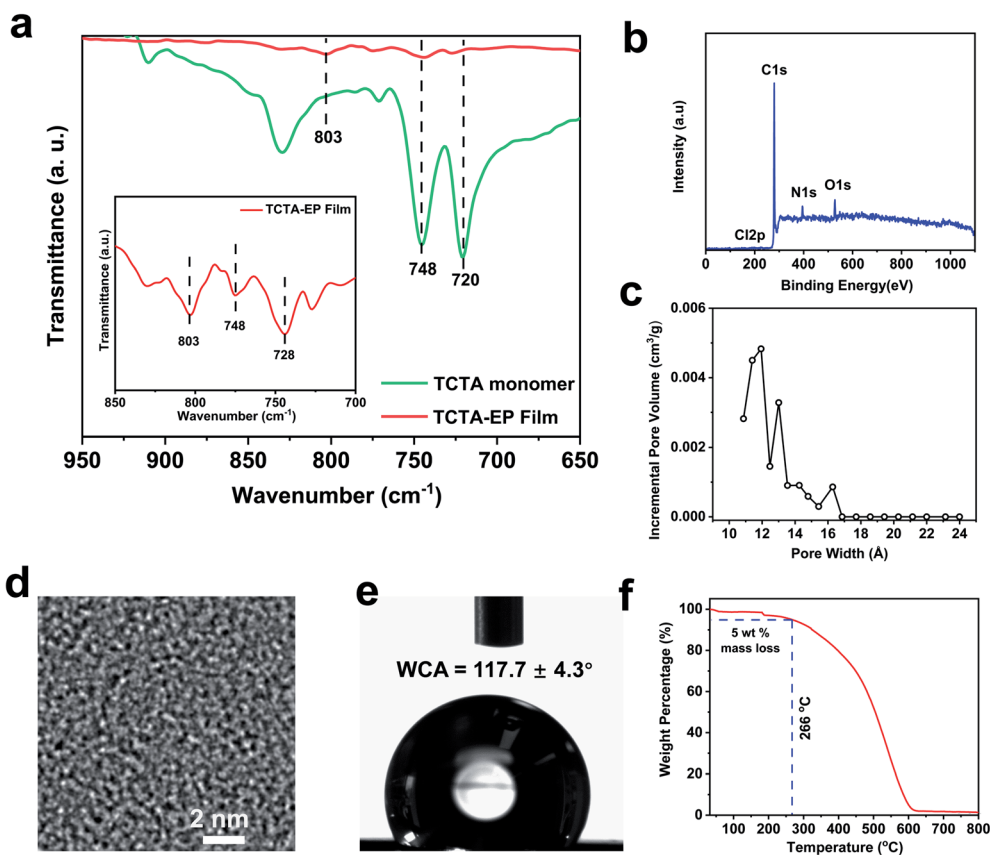 a
Transmittance (a. u.)
803
748
720
TCTA monomer
TCTA-EP Film
950 900 850 800 750 700 650
Wavenumber (cm⁻¹)
TCTA-EP Film
Transmittance (a.u.)
803
748
728
850 800 750 700
Wavenumber (cm⁻¹)
b
Intensity (a.u)
C1s
N1s
O1s
Cl2p
0 200 400 600 800 1000
Binding Energy(eV)
c
Incremental Pore Volume (cm³/g)
0.006
0.004
0.002
0.000
10 12 14 16 18 20 22 24
Pore Width (Å)
d
2 nm
e
WCA = 117.7 ± 4.3°
f
Weight Percentage (%)
100
80
60
40
20
0
5 wt %
mass loss
266 °C
100 200 300 400 500 600 700 800
Temperature (°C)